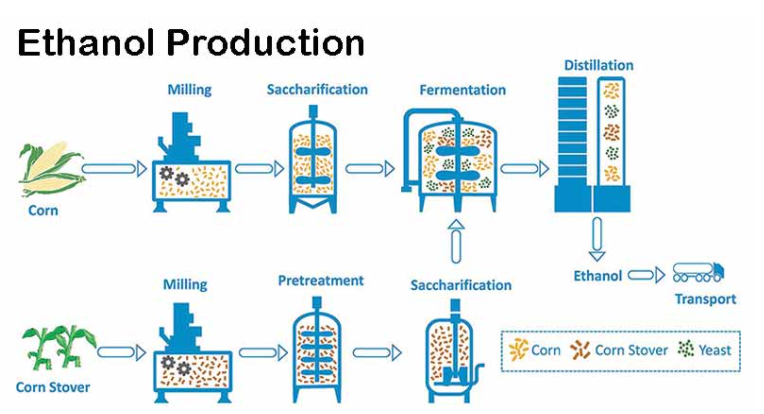 Ethanol Production
Milling
Saccharification
Fermentation
Distillation
Corn
Ethanol
Transport
Milling
Pretreatment
Saccharification
Corn Stover
Corn Corn Stover Yeast